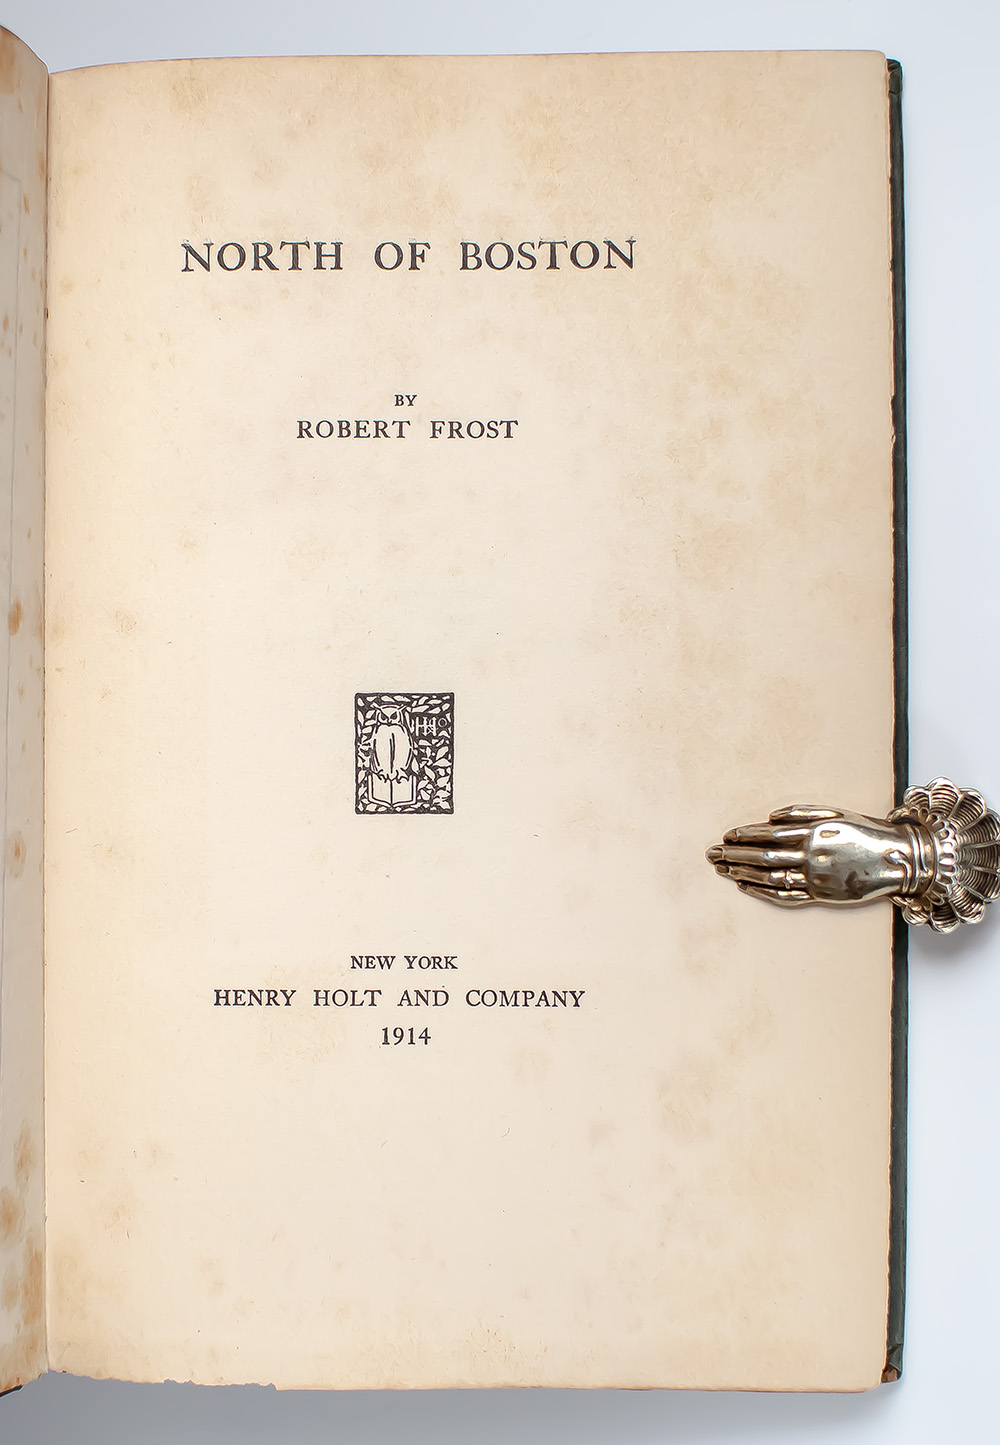 NORTH OF BOSTON
BY
ROBERT FROST
NEW YORK
HENRY HOLT AND COMPANY
1914